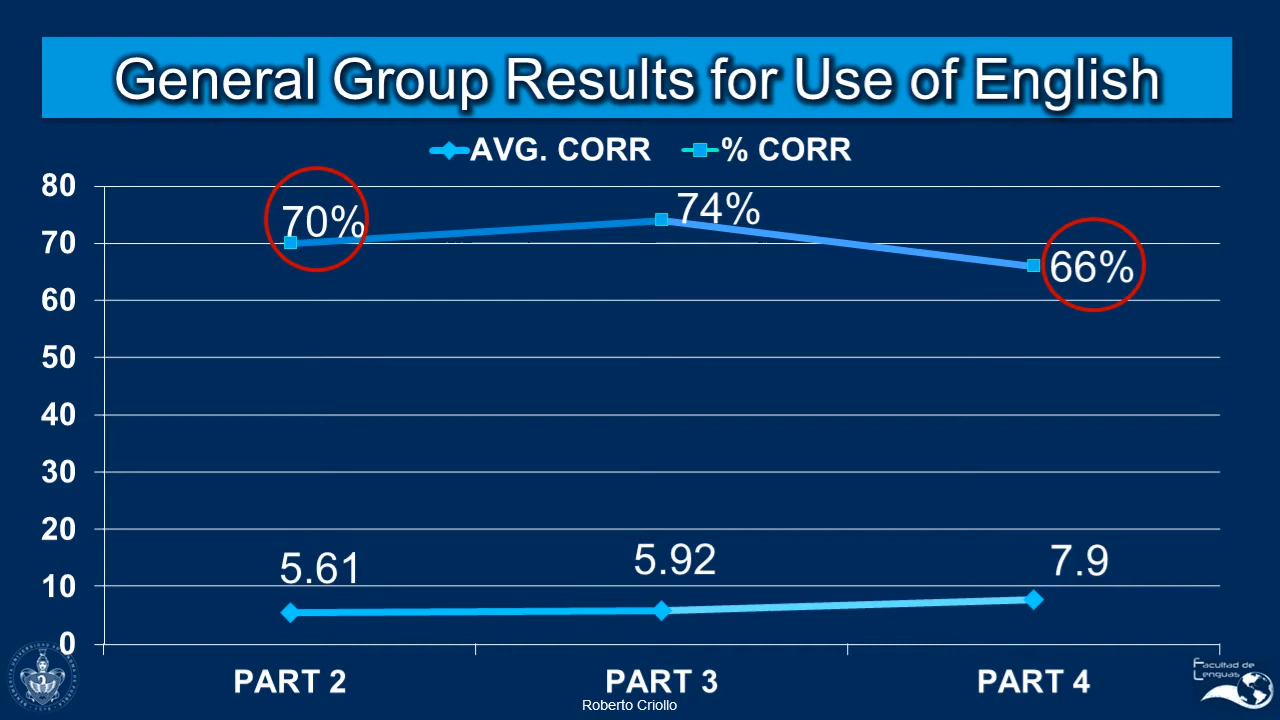 General Group Results for Use of English
AVG. CORR % CORR
80
70
60
50
40
30
20
10
0
70%
74%
66%
5.61
5.92
7.9
PART 2
PART 3
PART 4
Roberto Criollo
Facultad de
Lenguas